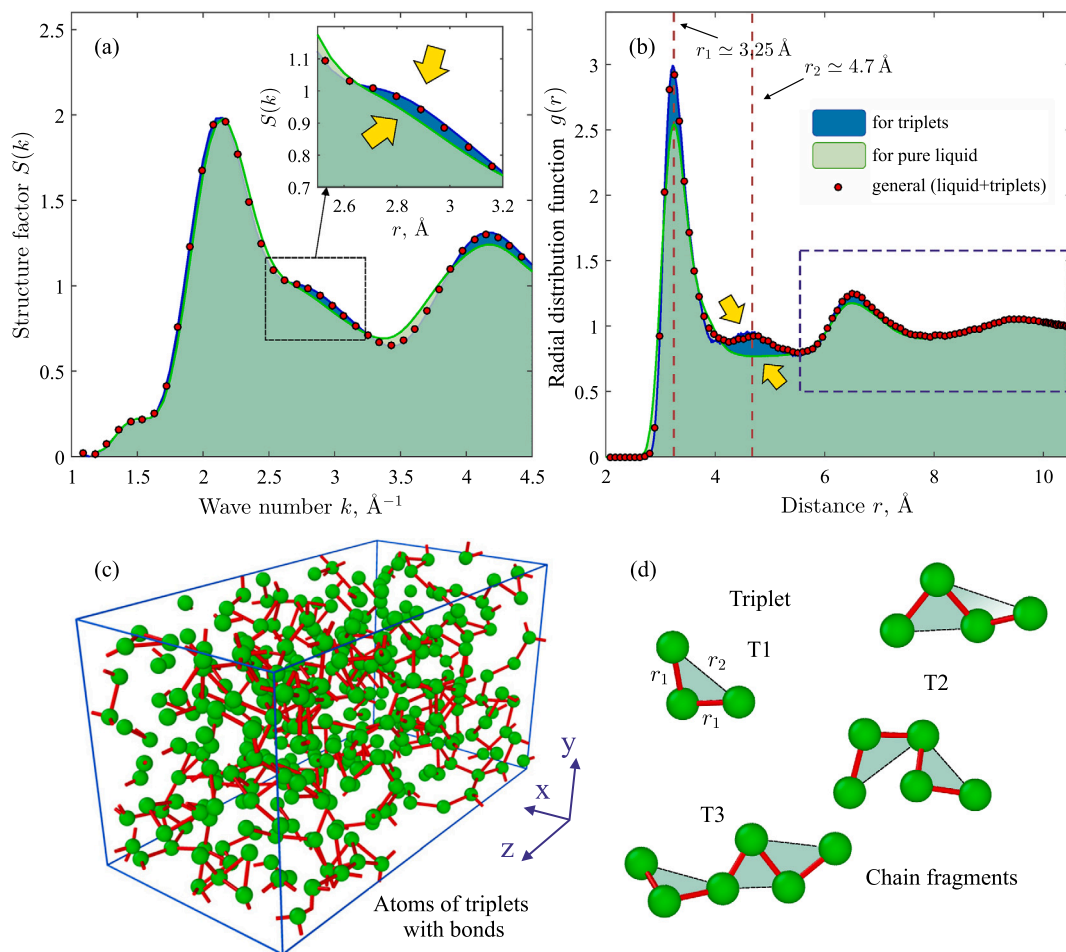 (a)
Structure factor S(k)
2.5
2
1.5
1
0.5
0
1
1.5
2
2.5
3
3.5
4
4.5
Wave number k, Å⁻¹
S(k)
1.1
1
0.9
0.8
0.7
2.6
2.8
3
3.2
r, Å
(b)
r₁ ≃ 3.25 Å
r₂ ≃ 4.7 Å
for triplets
for pure liquid
general (liquid+triplets)
Radial distribution function g(r)
3
2.5
2
1.5
1
0.5
0
2
4
6
8
10
Distance r, Å
(c)
y
x
z
Atoms of triplets
with bonds
(d)
Triplet
T1
r₁
r₂
r₁
T2
T3
Chain fragments